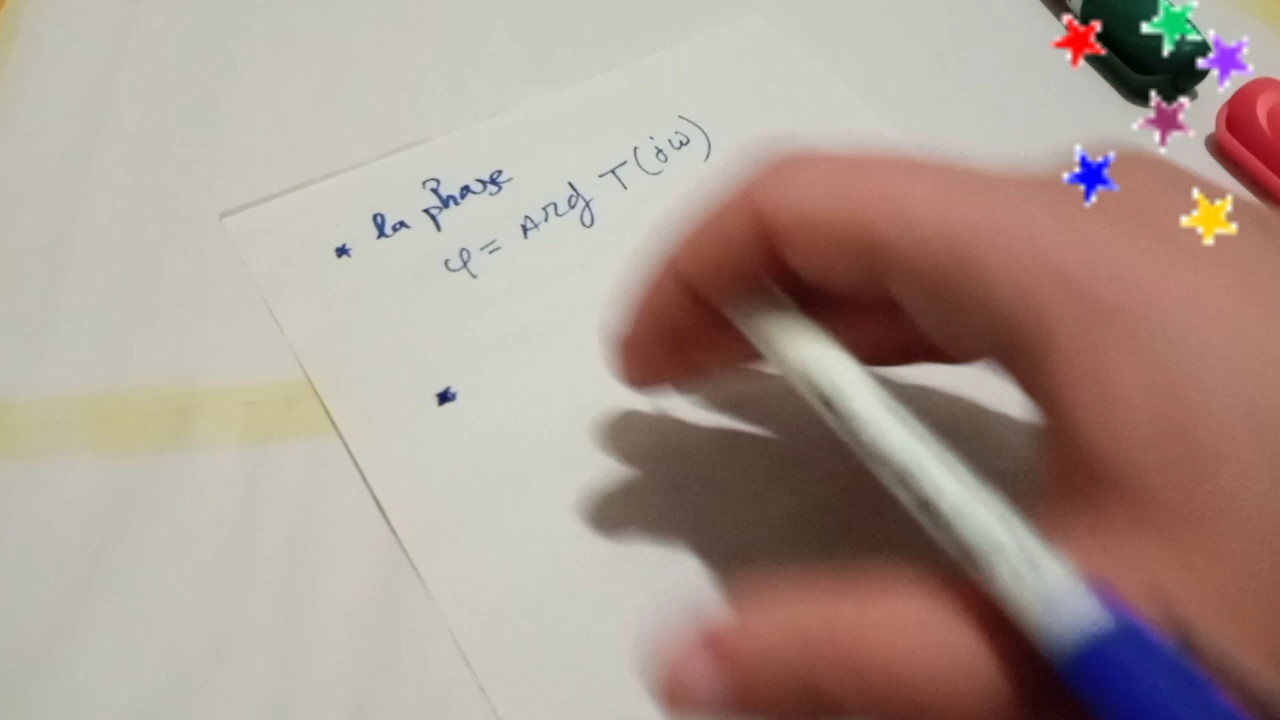 * la phase
φ = Arg T(jω)
*